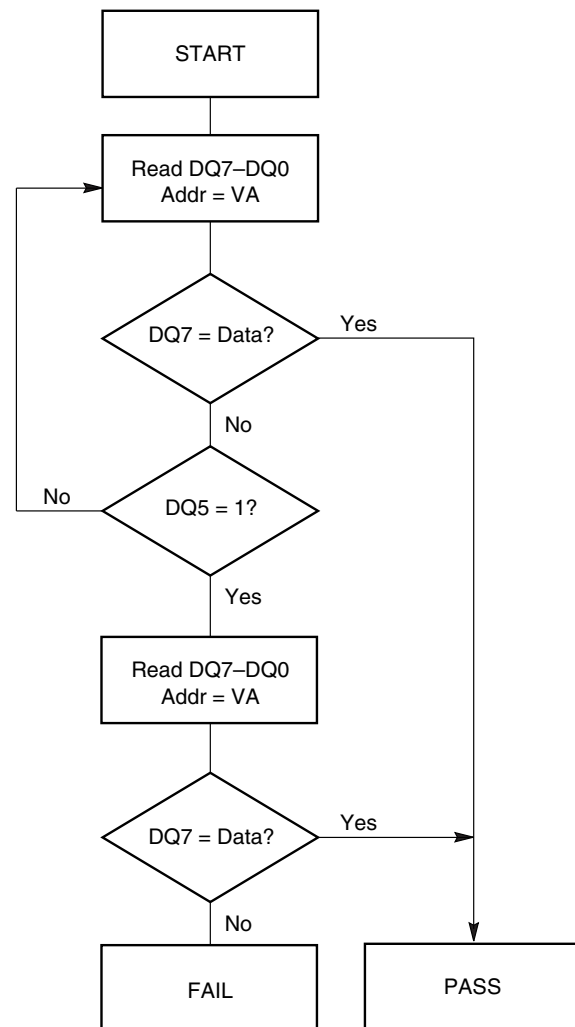 START
Read DQ7–DQ0
Addr = VA
DQ7 = Data?
Yes
No
No
DQ5 = 1?
Yes
Read DQ7–DQ0
Addr = VA
DQ7 = Data?
Yes
No
FAIL
PASS